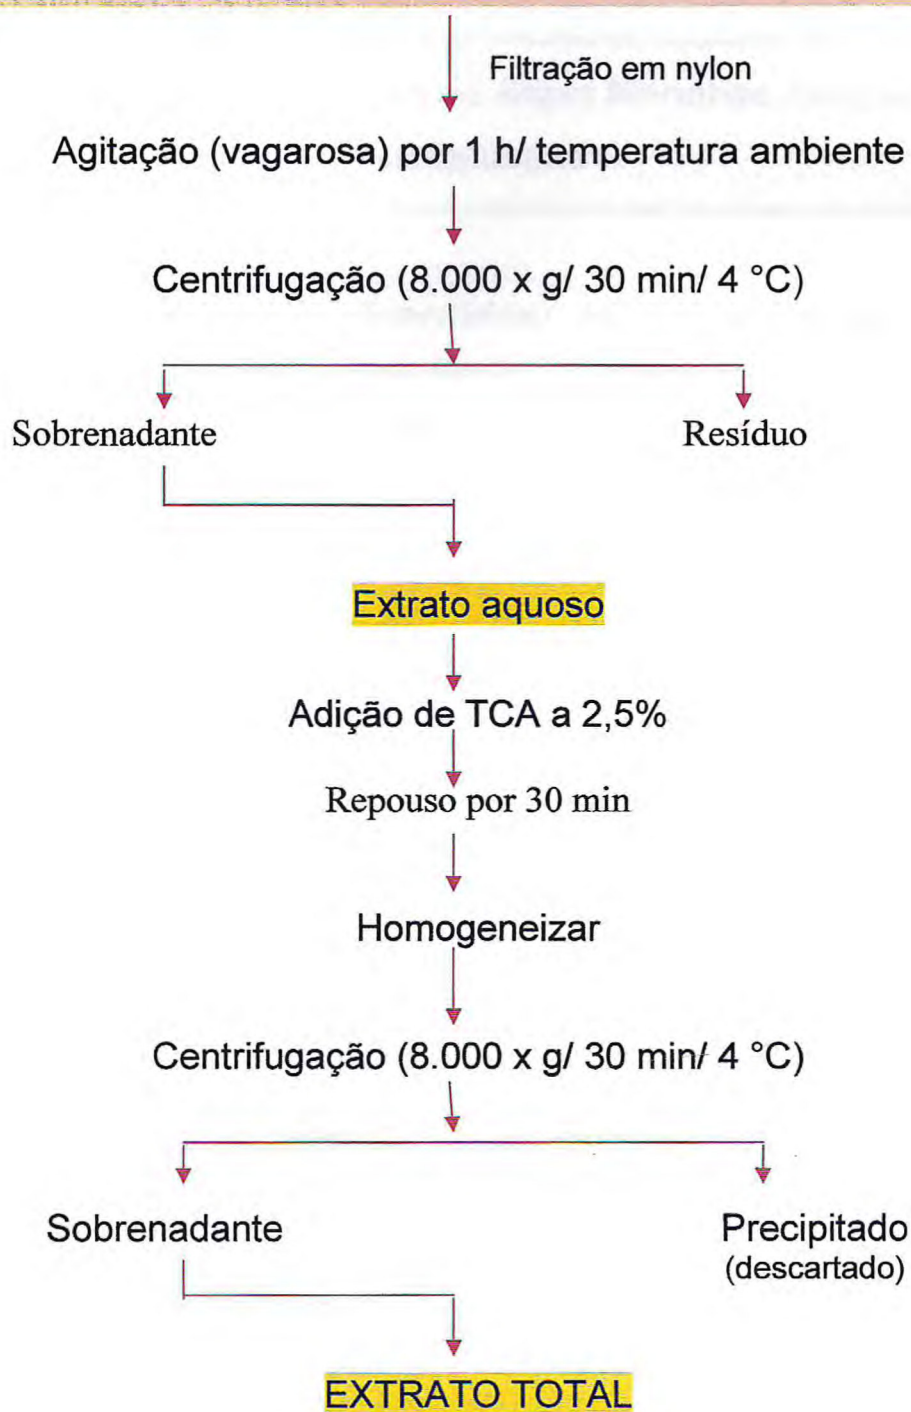 Filtração em nylon
Agitação (vagarosa) por 1 h/ temperatura ambiente
Centrifugação (8.000 x g/ 30 min/ 4 °C)
Sobrenadante
Resíduo
Extrato aquoso
Adição de TCA a 2,5%
Repouso por 30 min
Homogeneizar
Centrifugação (8.000 x g/ 30 min/ 4 °C)
Sobrenadante
Precipitado
(descartado)
EXTRATO TOTAL